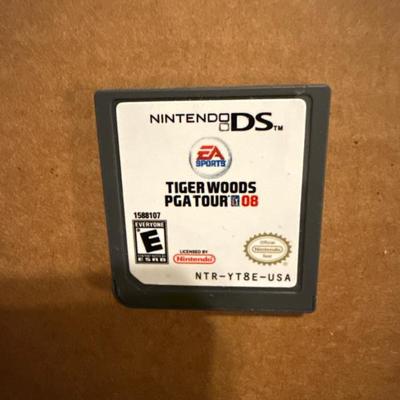 NINTENDO DS™
EA
SPORTS
TIGER WOODS
PGA TOUR 08
1588107
EVERYONE
E
ESRB
LICENSED BY
Nintendo
Official
Nintendo
Seal
NTR-YT8E-USA